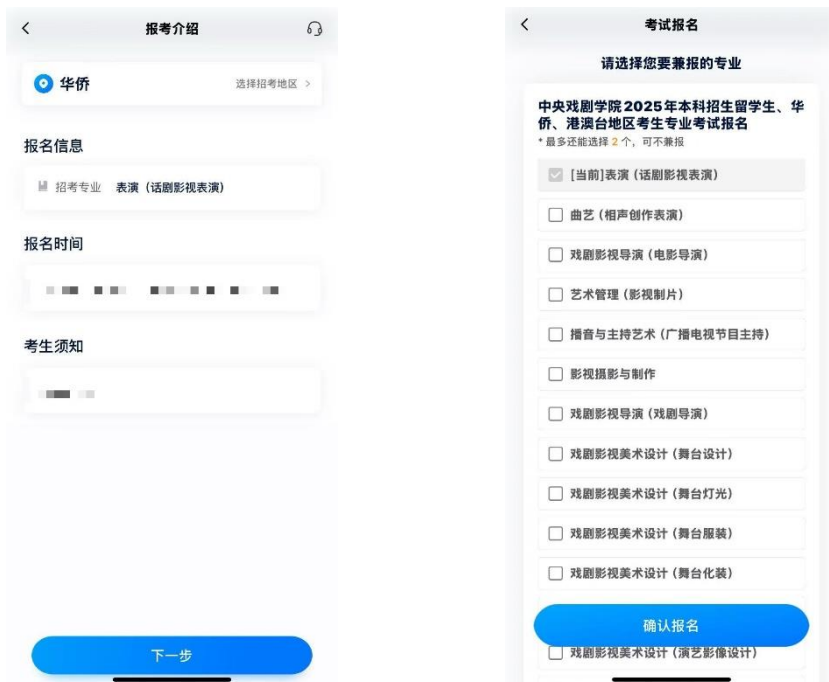 报考介绍
华侨
选择招考地区 >
报名信息
招考专业 表演（话剧影视表演）
报名时间
考生须知
下一步
考试报名
请选择您要兼报的专业
中央戏剧学院2025年本科招生留学生、华
侨、港澳台地区考生专业考试报名
* 最多还能选择 2 个，可不兼报
[当前]表演（话剧影视表演）
曲艺（相声创作表演）
戏剧影视导演（电影导演）
艺术管理（影视制片）
播音与主持艺术（广播电视节目主持）
影视摄影与制作
戏剧影视导演（戏剧导演）
戏剧影视美术设计（舞台设计）
戏剧影视美术设计（舞台灯光）
戏剧影视美术设计（舞台服装）
戏剧影视美术设计（舞台化装）
确认报名
戏剧影视美术设计（演艺影像设计）